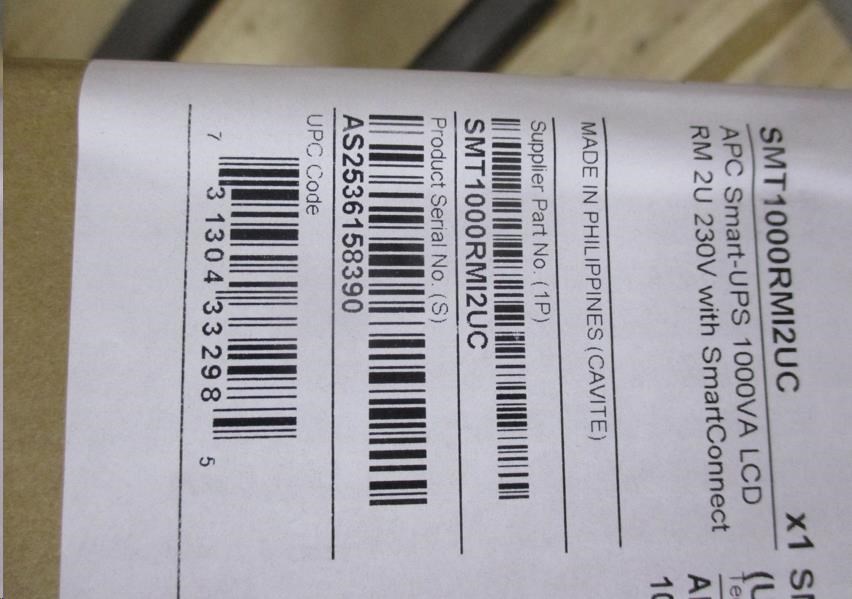 SMT1000RMI2UC
APC Smart-UPS 1000VA LCD
RM 2U 230V with SmartConnect
x1
MADE IN PHILIPPINES (CAVITE)
Supplier Part No. (1P)
SMT1000RMI2UC
Product Serial No. (S)
AS2536158390
UPC Code
7 31304 33298 5